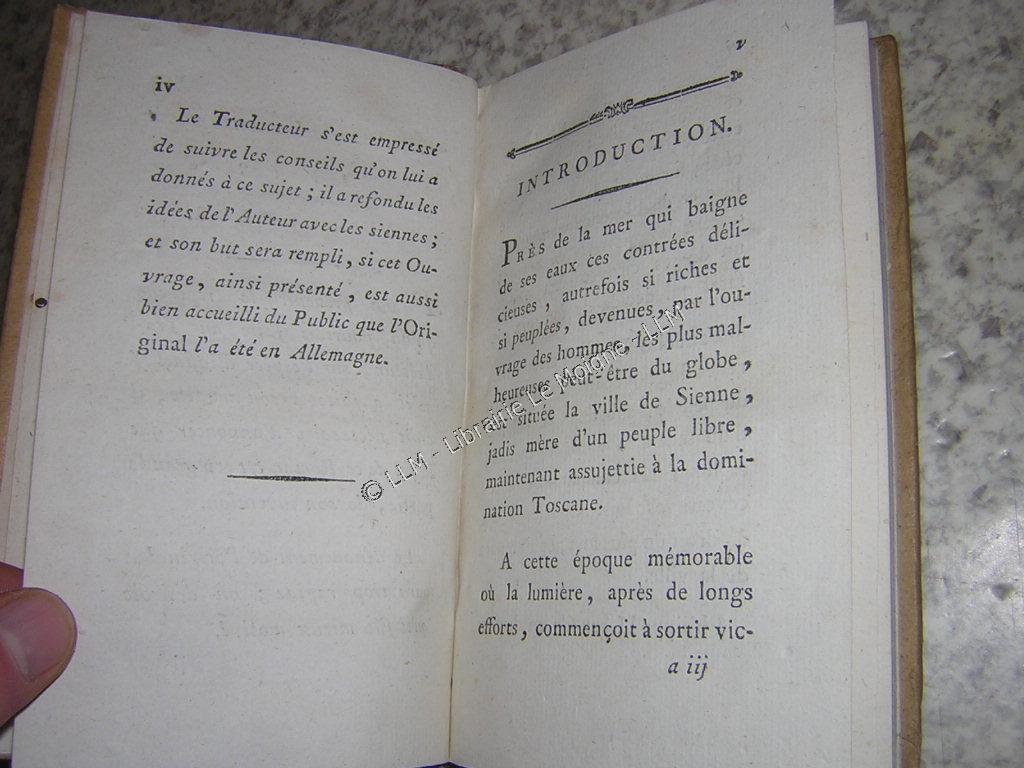 iv
Le Traducteur s'est empressé
de suivre les conseils qu'on lui a
donnés à ce sujet ; il a refondu les
idées de l'Auteur avec les siennes ;
et son but sera rempli, si cet Ou-
vrage, ainsi présenté, est aussi
bien accueilli du Public que l'Ori-
ginal l'a été en Allemagne.
v
INTRODUCTION.
PRÈS de la mer qui baigne
de ses eaux ces contrées déli-
cieuses, autrefois si riches et
si peuplées, devenues, par l'ou-
vrage des hommes, les plus mal-
heureuses peut-être du globe,
est située la ville de Sienne,
jadis mère d'un peuple libre,
maintenant assujettie à la domi-
nation Toscane.
A cette époque mémorable
où la lumière, après de longs
efforts, commençoit à sortir vic-
a iij
© LLM - Librairie Le Moigne - LLM